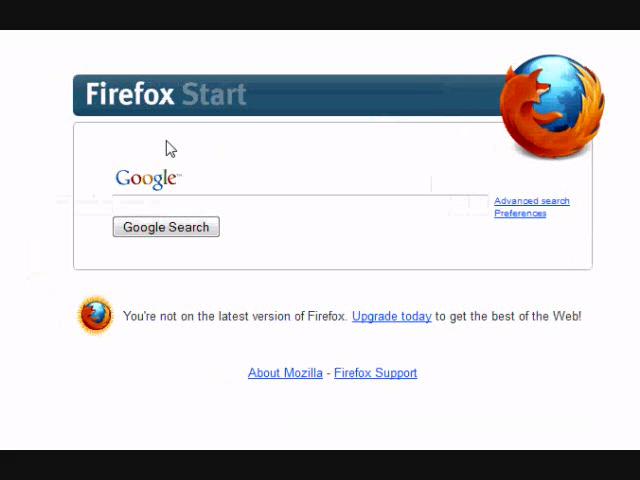 Firefox Start
Google™
Advanced search
Preferences
Google Search
You're not on the latest version of Firefox. Upgrade today to get the best of the Web!
About Mozilla - Firefox Support